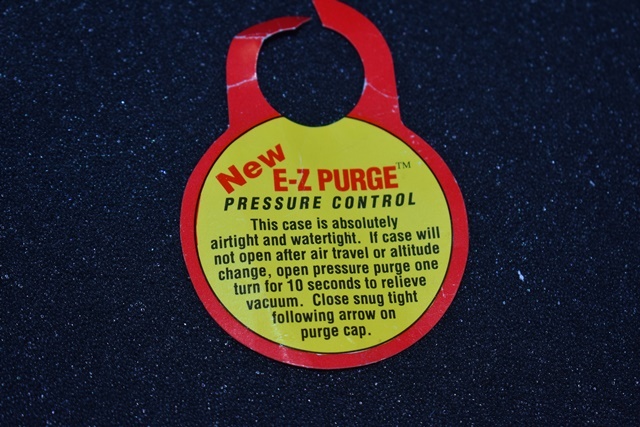 New
E-Z PURGE™
PRESSURE CONTROL
This case is absolutely
airtight and watertight. If case will
not open after air travel or altitude
change, open pressure purge one
turn for 10 seconds to relieve
vacuum. Close snug tight
following arrow on
purge cap.